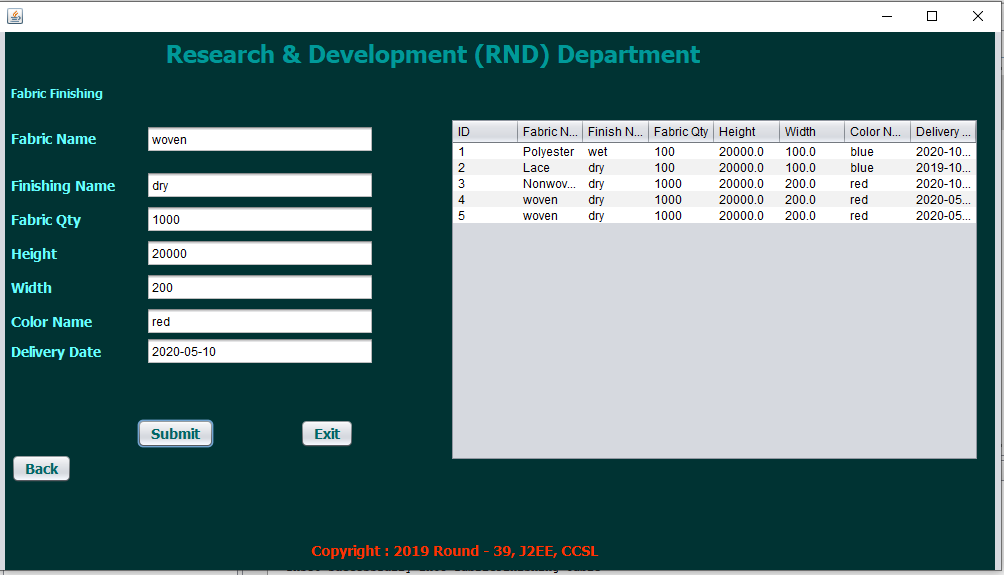 Research & Development (RND) Department
Fabric Finishing
Fabric Name woven
Finishing Name dry
Fabric Qty 1000
Height 20000
Width 200
Color Name red
Delivery Date 2020-05-10
Submit Exit
Back
ID Fabric N... Finish N... Fabric Qty Height Width Color N... Delivery ...
1 Polyester wet 100 20000.0 100.0 blue 2020-10...
2 Lace dry 100 20000.0 100.0 blue 2019-10...
3 Nonwov... dry 1000 20000.0 200.0 red 2020-10...
4 woven dry 1000 20000.0 200.0 red 2020-05...
5 woven dry 1000 20000.0 200.0 red 2020-05...
Copyright : 2019 Round - 39, J2EE, CCSL